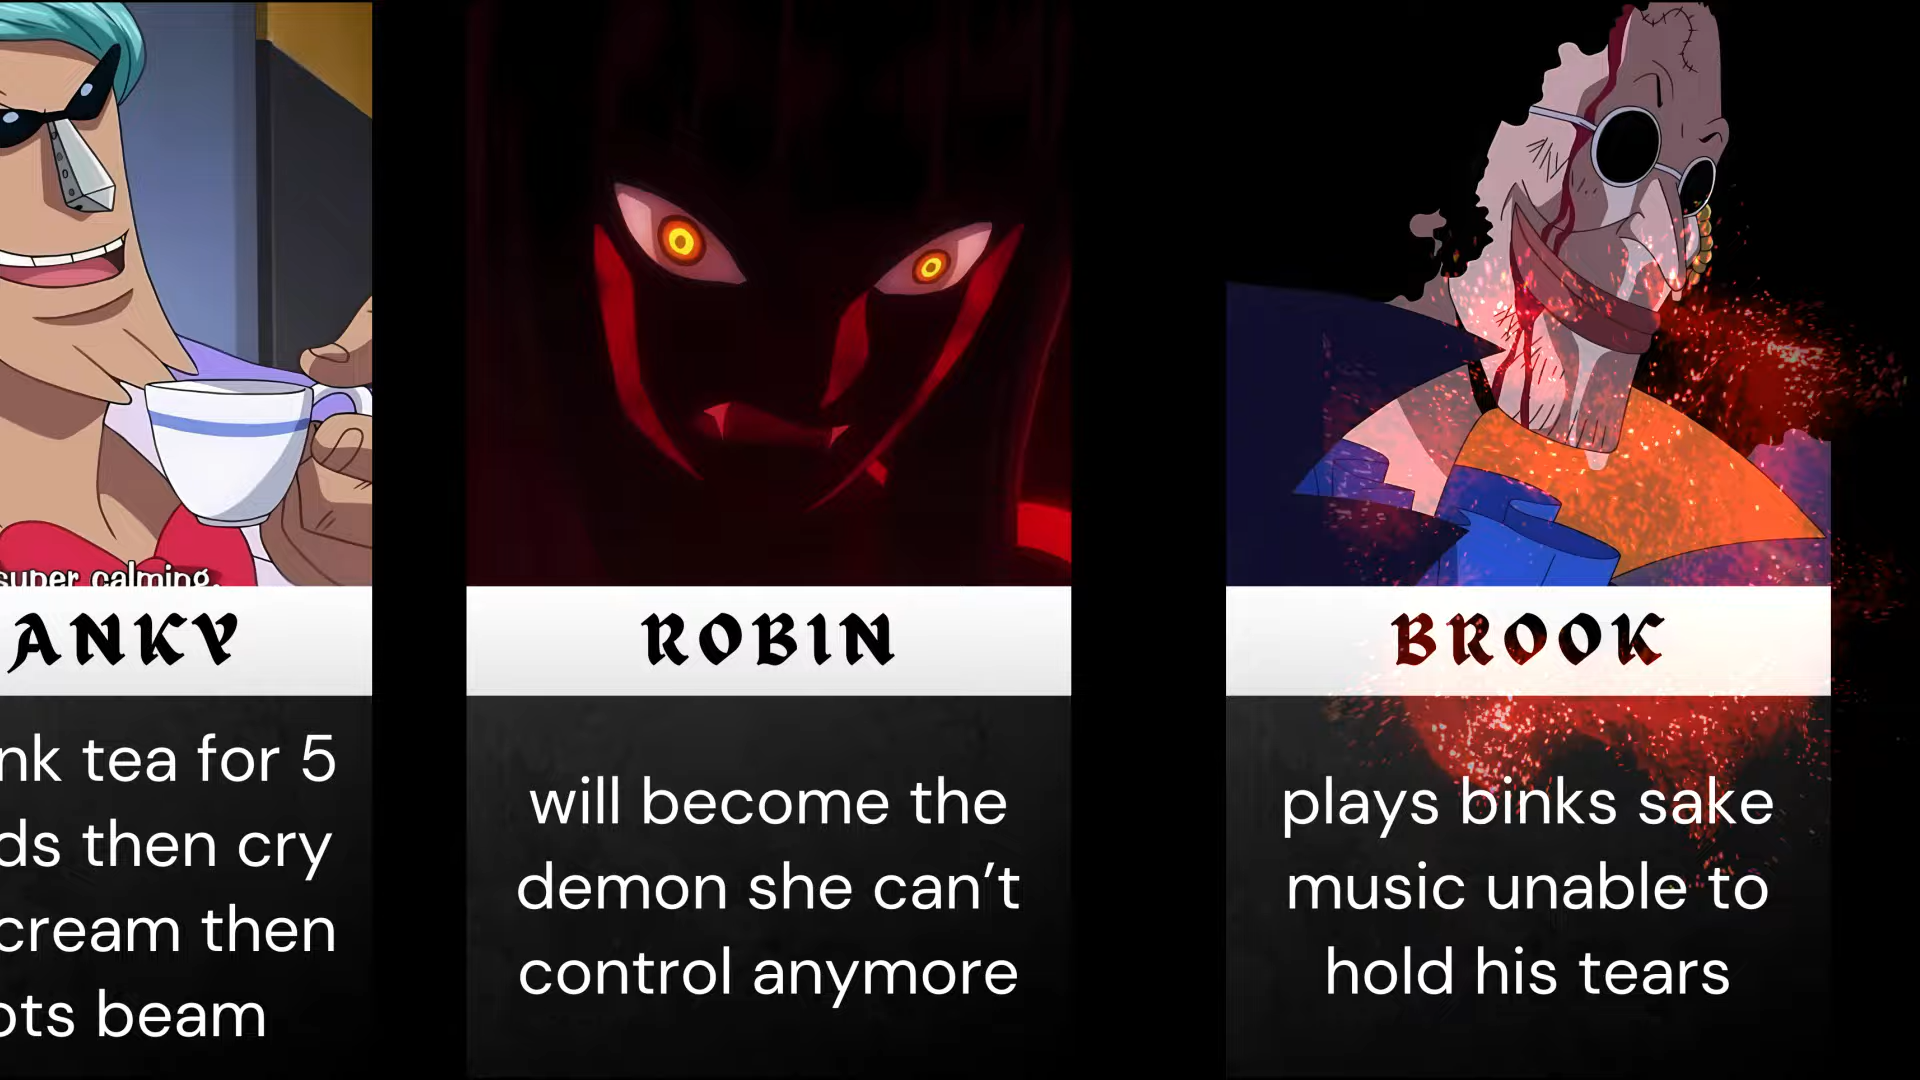 super calming.
ANKY
nk tea for 5
ds then cry
cream then
ots beam
ROBIN
will become the
demon she can’t
control anymore
BROOK
plays binks sake
music unable to
hold his tears